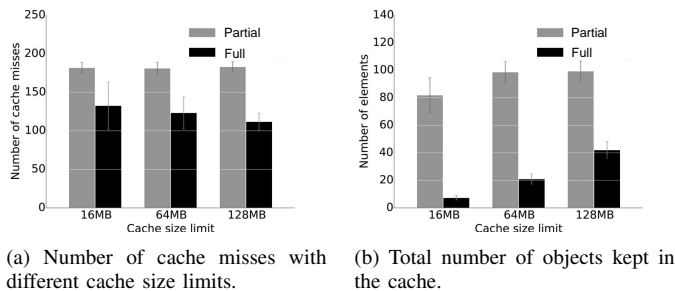 250
200
150
100
50
0
Number of cache misses
Partial
Full
16MB 64MB 128MB
Cache size limit
(a) Number of cache misses with
different cache size limits.
140
120
100
80
60
40
20
0
Number of elements
Partial
Full
16MB 64MB 128MB
Cache size limit
(b) Total number of objects kept in
the cache.